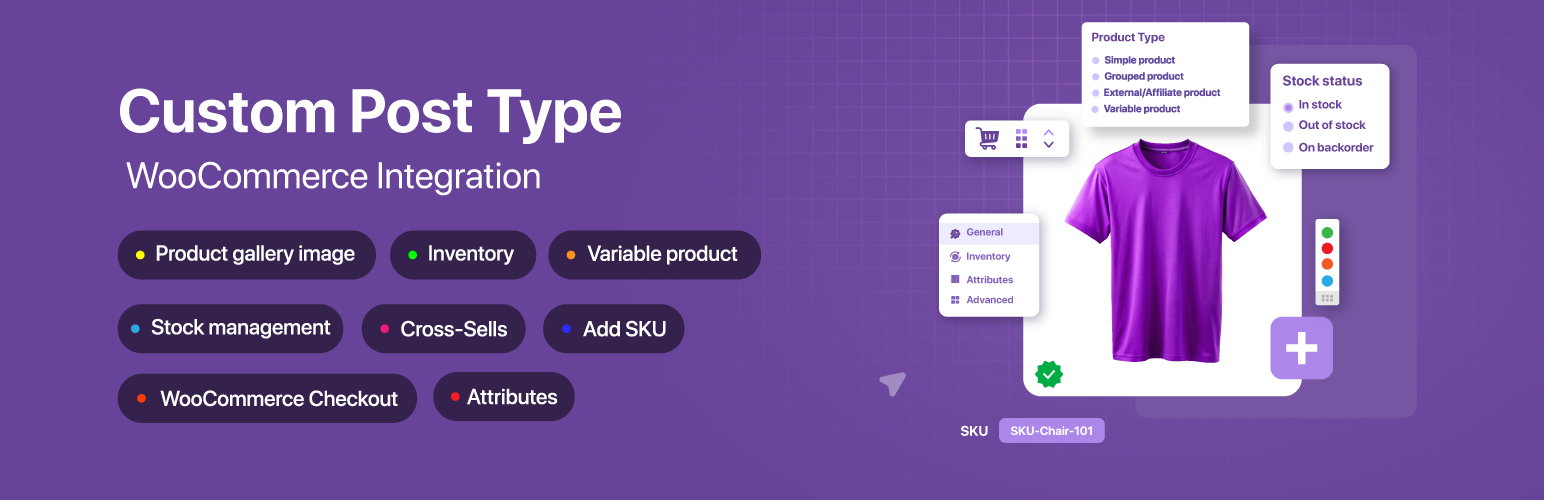 Custom Post Type
WooCommerce Integration
Product gallery image
Inventory
Variable product
Stock management
Cross-Sells
Add SKU
WooCommerce Checkout
Attributes
Product Type
Simple product
Grouped product
External/Affiliate product
Variable product
Stock status
In stock
Out of stock
On backorder
General
Inventory
Attributes
Advanced
SKU
SKU-Chair-101